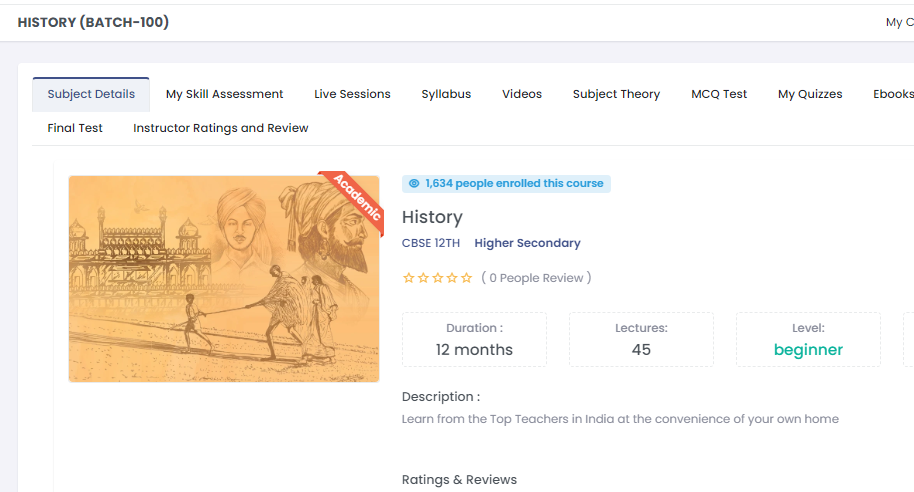 HISTORY (BATCH-100)
My C
Subject Details My Skill Assessment Live Sessions Syllabus Videos Subject Theory MCQ Test My Quizzes Ebooks
Final Test Instructor Ratings and Review
Academic
1,634 people enrolled this course
History
CBSE 12TH Higher Secondary
( 0 People Review )
Duration : Lectures: Level:
12 months 45 beginner
Description :
Learn from the Top Teachers in India at the convenience of your own home
Ratings & Reviews